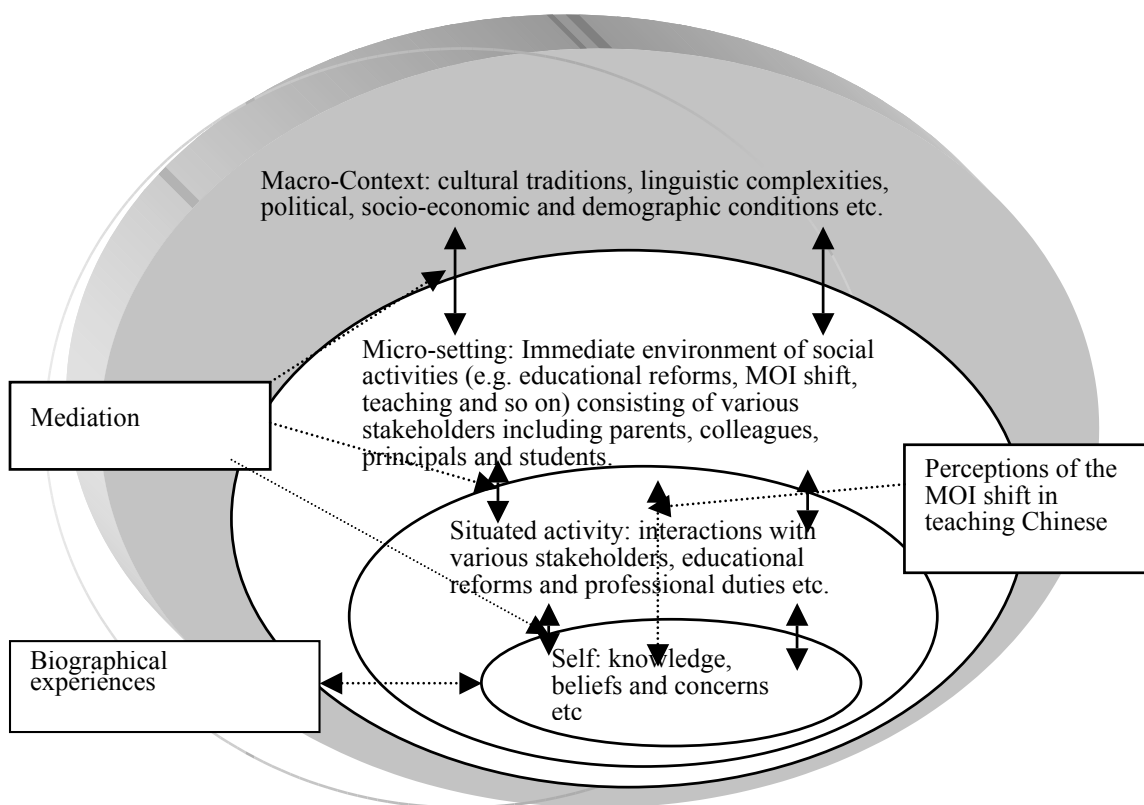 Macro-Context: cultural traditions, linguistic complexities,
political, socio-economic and demographic conditions etc.
Micro-setting: Immediate environment of social
activities (e.g. educational reforms, MOI shift,
teaching and so on) consisting of various
stakeholders including parents, colleagues,
principals and students.
Mediation
Perceptions of the
MOI shift in
teaching Chinese
Situated activity: interactions with
various stakeholders, educational
reforms and professional duties etc.
Biographical
experiences
Self: knowledge,
beliefs and concerns
etc